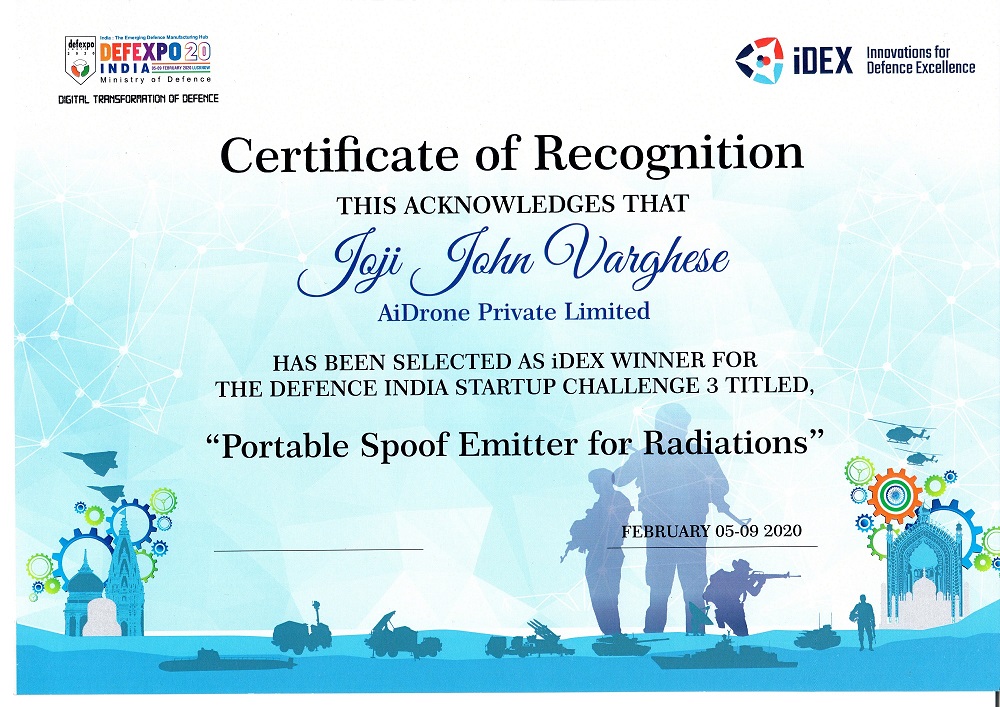 defexpo
2020
India : The Emerging Defence Manufacturing Hub
DEFEXPO 20
INDIA 05-09 FEBRUARY 2020 LUCKNOW
Ministry of Defence
DIGITAL TRANSFORMATION OF DEFENCE
iDEX
Innovations for
Defence Excellence
Certificate of Recognition
THIS ACKNOWLEDGES THAT
Joji John Varghese
AiDrone Private Limited
HAS BEEN SELECTED AS iDEX WINNER FOR
THE DEFENCE INDIA STARTUP CHALLENGE 3 TITLED,
“Portable Spoof Emitter for Radiations”
FEBRUARY 05-09 2020